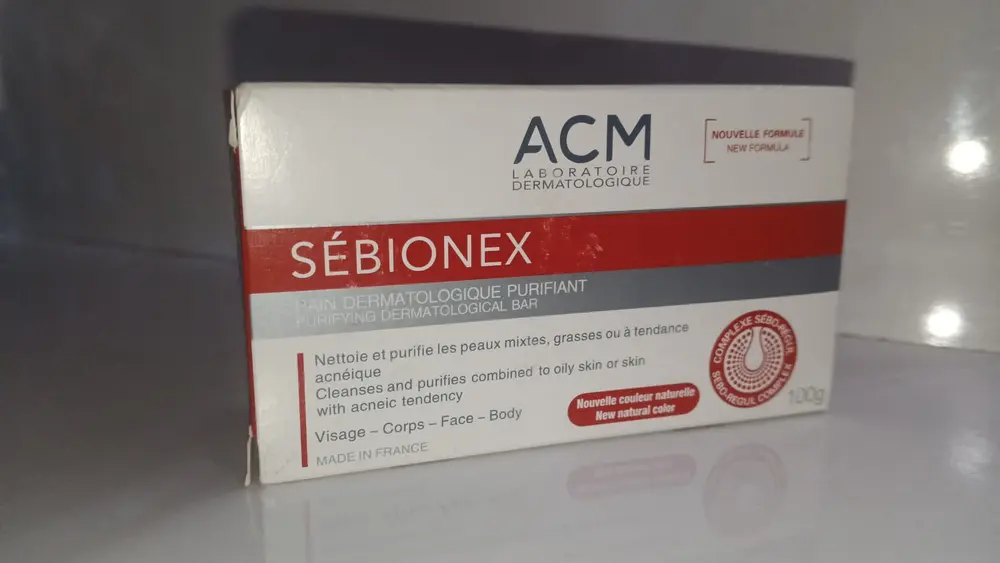 ACM
LABORATOIRE
DERMATOLOGIQUE
NOUVELLE FORMULE
NEW FORMULA
SÉBIONEX
PAIN DERMATOLOGIQUE PURIFIANT
PURIFYING DERMATOLOGICAL BAR
Nettoie et purifie les peaux mixtes, grasses ou à tendance
acnéique
Cleanses and purifies combined to oily skin or skin
with acneic tendency
Visage – Corps – Face – Body
MADE IN FRANCE
Nouvelle couleur naturelle
New natural color
COMPLEXE SÉBO-RÉGUL
SEBO-REGUL COMPLEX
100g